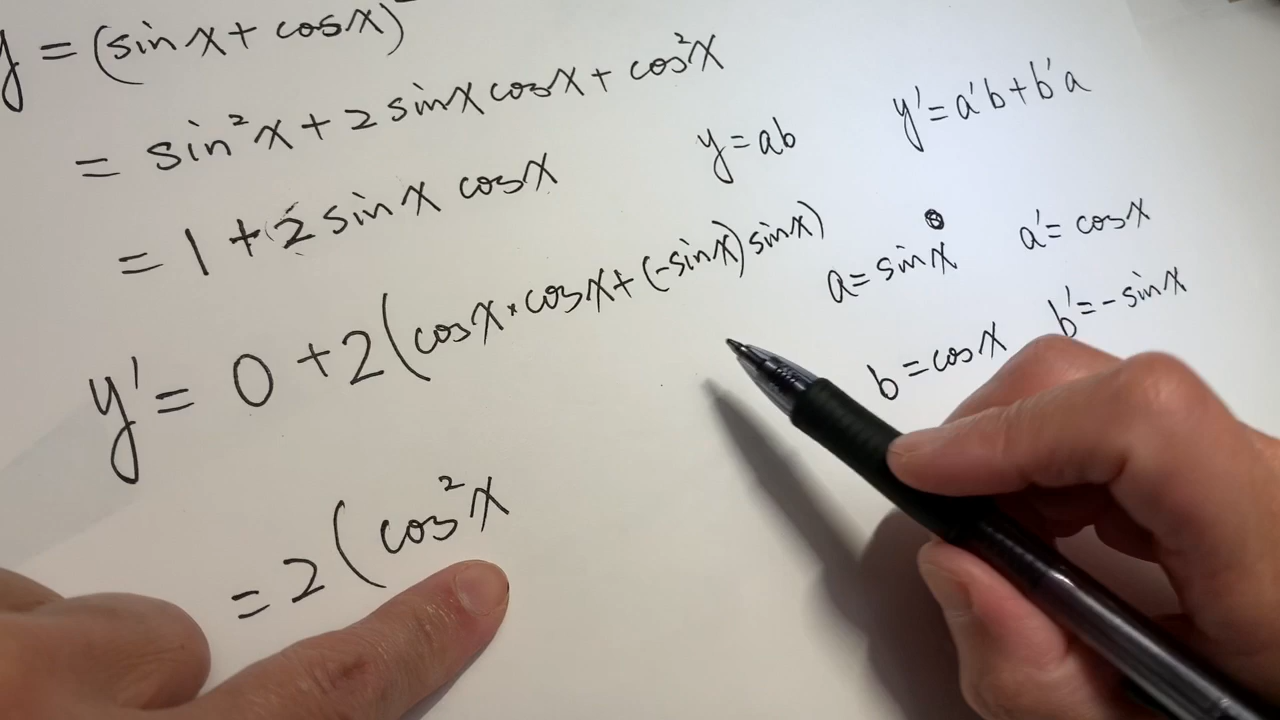 y = (sin x + cos x)
= sin²x + 2 sin x cos x + cos²x
= 1 + 2 sin x cos x
y' = 0 + 2(cos x · cos x + (-sin x) sin x)
= 2(cos²x
y = ab
y' = a'b + b'a
a = sin x
a' = cos x
b = cos x
b' = - sin x